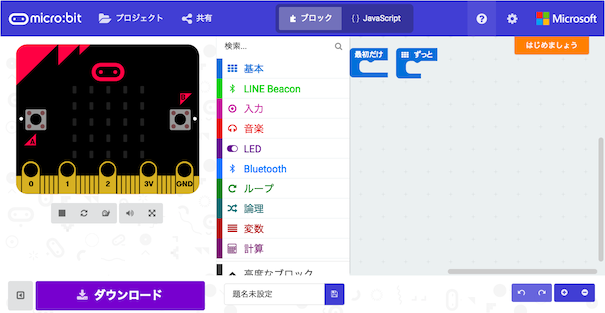 micro:bit プロジェクト 共有 ブロック {} JavaScript ? Microsoft
検索...
はじめましょう
最初だけ ずっと
基本
LINE Beacon
入力
音楽
LED
Bluetooth
ループ
論理
変数
計算
高度なブロック
A
B
0 1 2 3V GND
ダウンロード
題名未設定